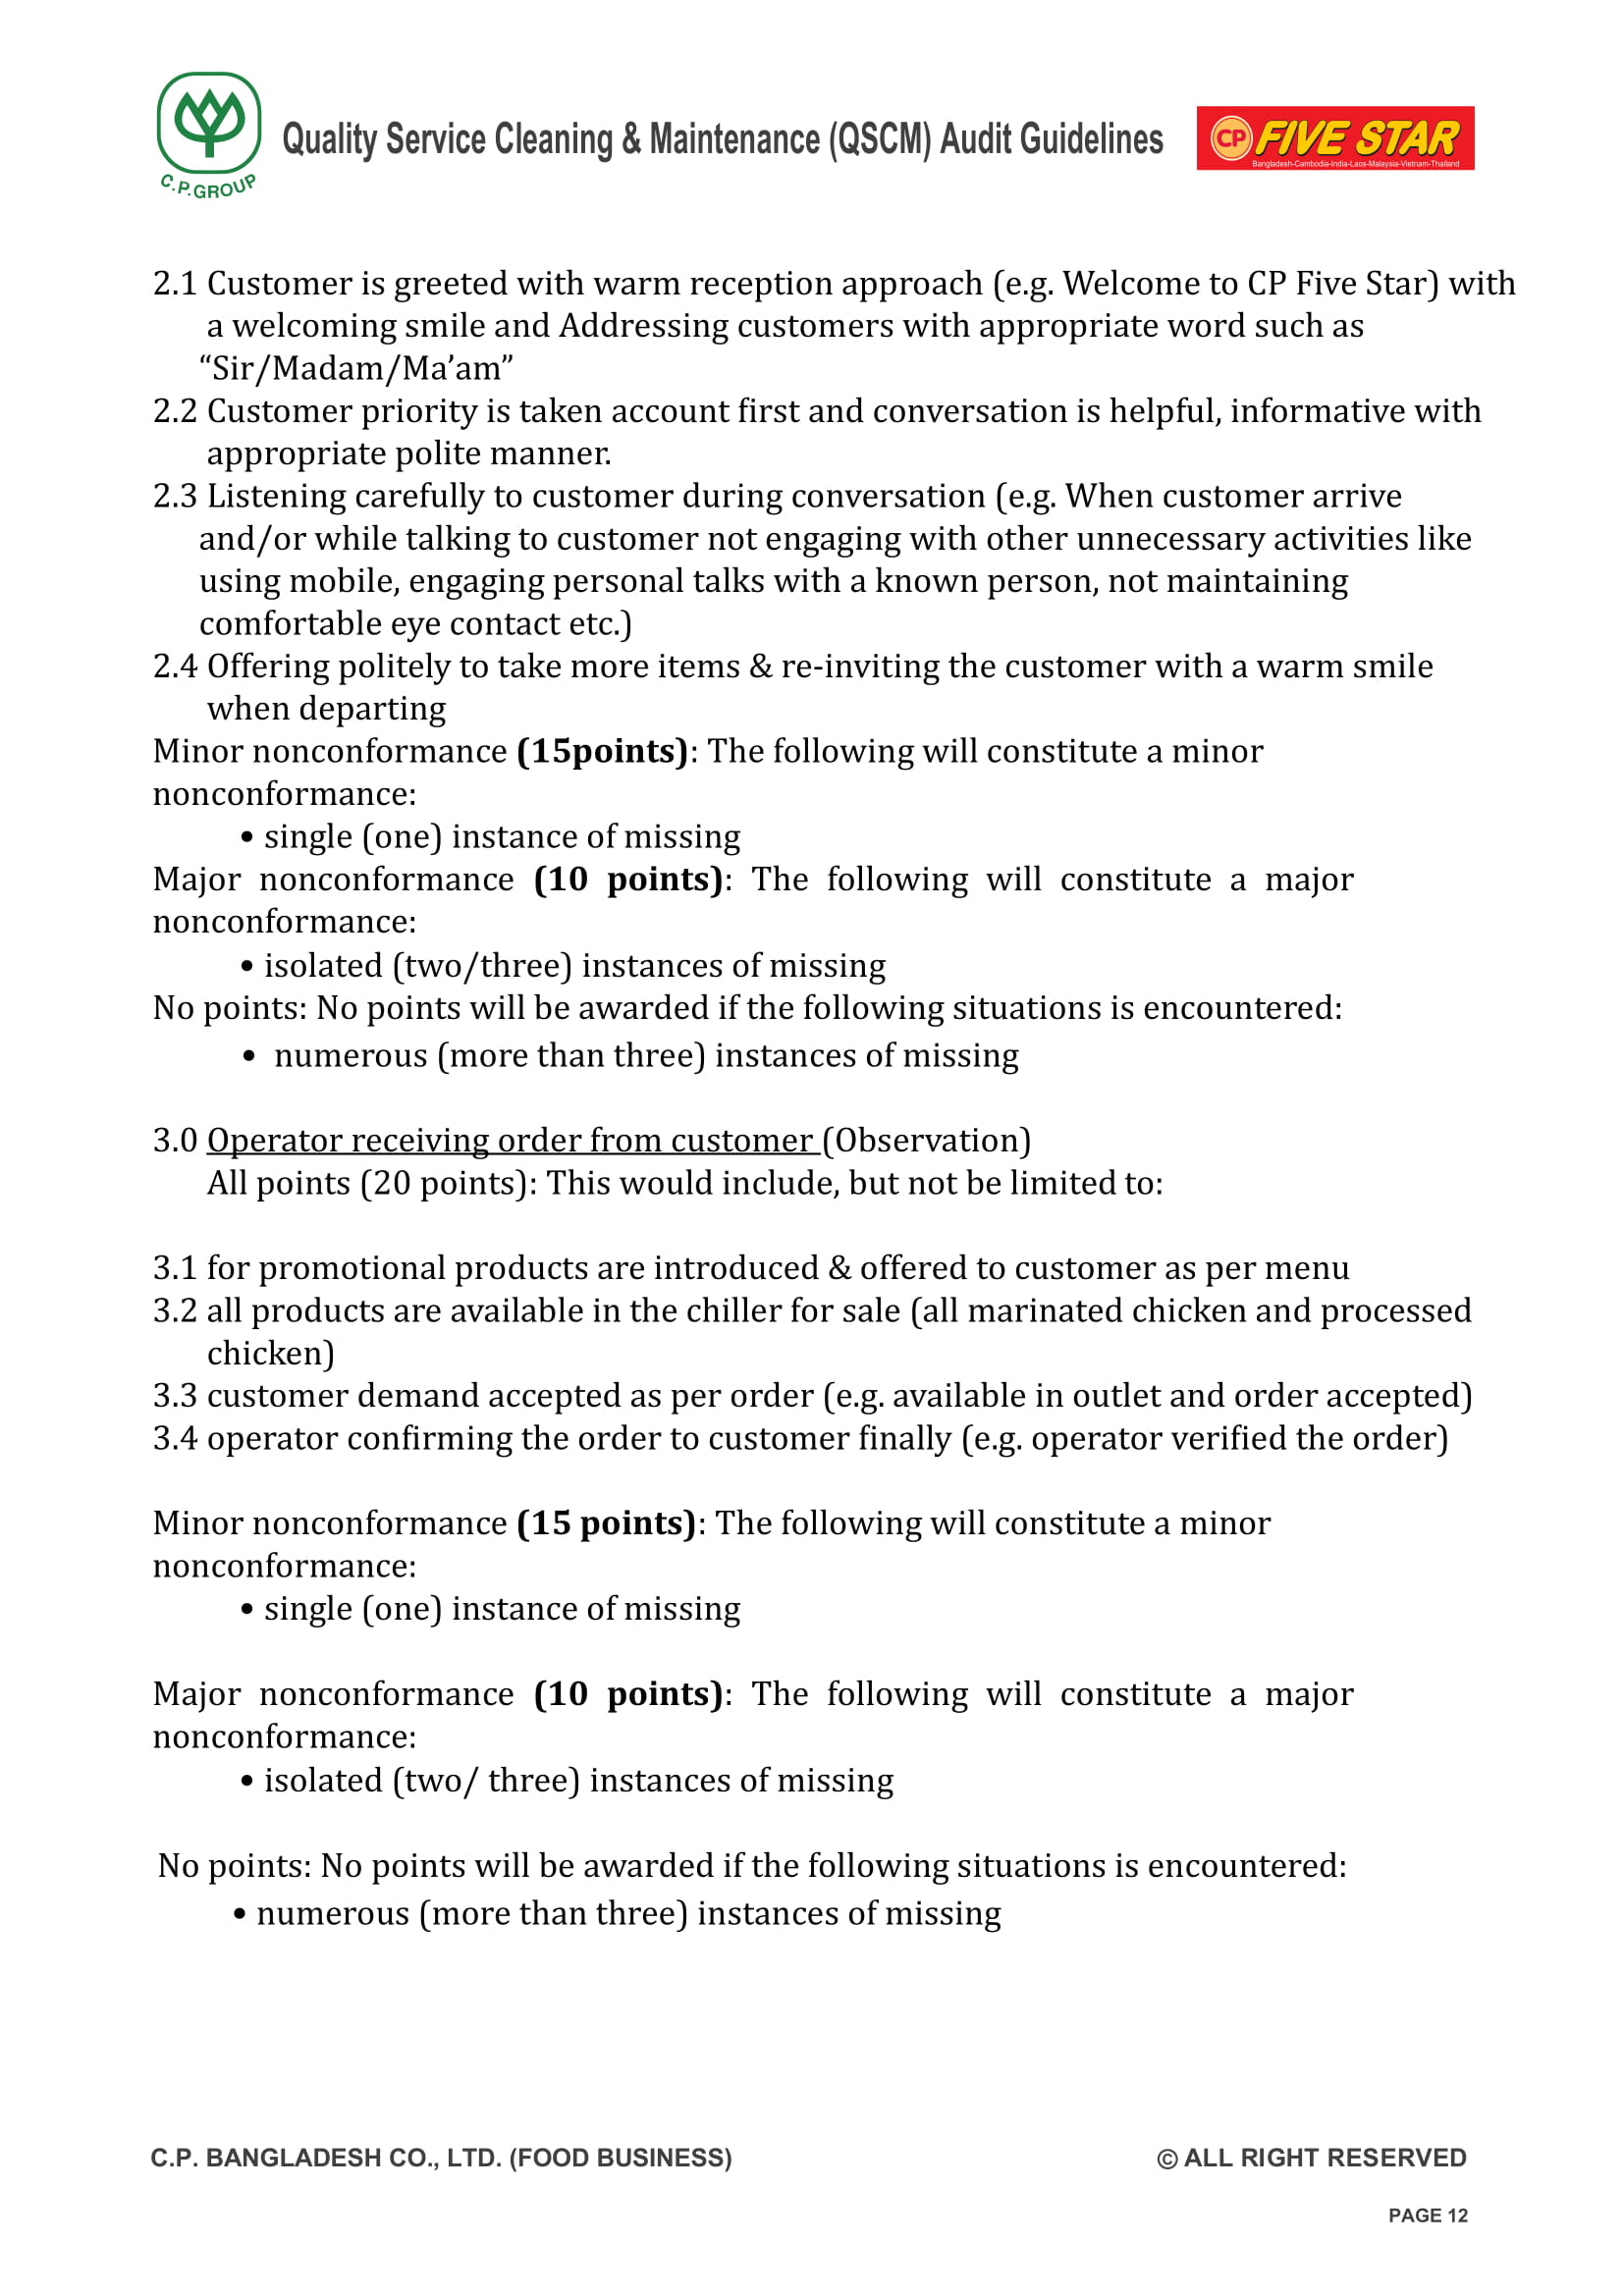 C.P.GROUP
Quality Service Cleaning & Maintenance (QSCM) Audit Guidelines
CP FIVE STAR
Bangladesh-Cambodia-India-Laos-Malaysia-Vietnam-Thailand
2.1 Customer is greeted with warm reception approach (e.g. Welcome to CP Five Star) with
a welcoming smile and Addressing customers with appropriate word such as
“Sir/Madam/Ma’am”
2.2 Customer priority is taken account first and conversation is helpful, informative with
appropriate polite manner.
2.3 Listening carefully to customer during conversation (e.g. When customer arrive
and/or while talking to customer not engaging with other unnecessary activities like
using mobile, engaging personal talks with a known person, not maintaining
comfortable eye contact etc.)
2.4 Offering politely to take more items & re-inviting the customer with a warm smile
when departing
Minor nonconformance (15points): The following will constitute a minor
nonconformance:
• single (one) instance of missing
Major nonconformance (10 points): The following will constitute a major
nonconformance:
• isolated (two/three) instances of missing
No points: No points will be awarded if the following situations is encountered:
• numerous (more than three) instances of missing
3.0 Operator receiving order from customer (Observation)
All points (20 points): This would include, but not be limited to:
3.1 for promotional products are introduced & offered to customer as per menu
3.2 all products are available in the chiller for sale (all marinated chicken and processed
chicken)
3.3 customer demand accepted as per order (e.g. available in outlet and order accepted)
3.4 operator confirming the order to customer finally (e.g. operator verified the order)
Minor nonconformance (15 points): The following will constitute a minor
nonconformance:
• single (one) instance of missing
Major nonconformance (10 points): The following will constitute a major
nonconformance:
• isolated (two/ three) instances of missing
No points: No points will be awarded if the following situations is encountered:
• numerous (more than three) instances of missing
C.P. BANGLADESH CO., LTD. (FOOD BUSINESS)
© ALL RIGHT RESERVED
PAGE 12